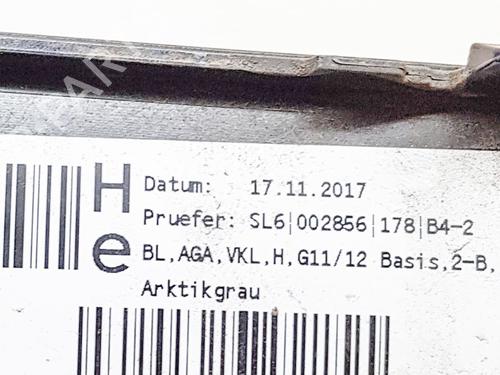 H
e
Datum: 17.11.2017
Pruefer: SL6|002856|178|B4-2
BL,AGA,VKL,H,G11/12 Basis,2-B,
Arktikgrau